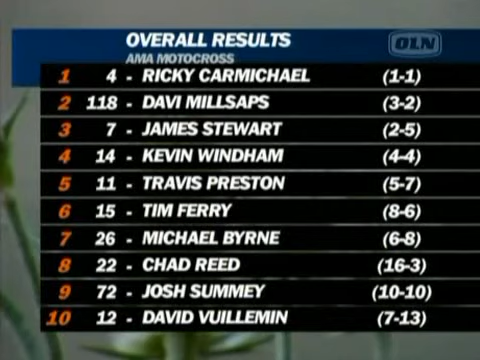 OVERALL RESULTS
OLN
AMA MOTOCROSS
1 4 - RICKY CARMICHAEL (1-1)
2 118 - DAVI MILLSAPS (3-2)
3 7 - JAMES STEWART (2-5)
4 14 - KEVIN WINDHAM (4-4)
5 11 - TRAVIS PRESTON (5-7)
6 15 - TIM FERRY (8-6)
7 26 - MICHAEL BYRNE (6-8)
8 22 - CHAD REED (16-3)
9 72 - JOSH SUMMEY (10-10)
10 12 - DAVID VUILLEMIN (7-13)